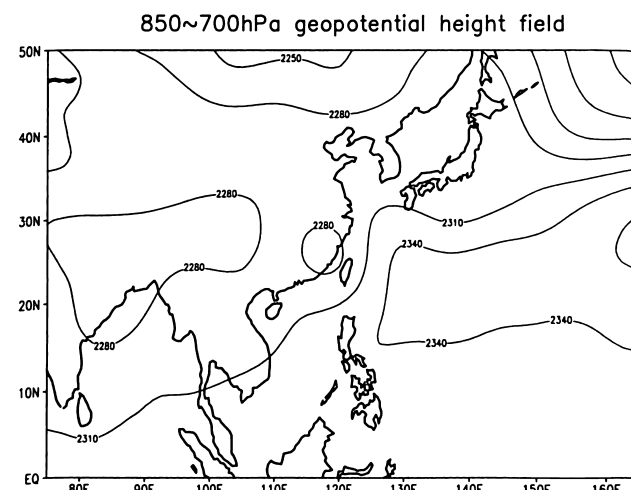 850~700hPa geopotential height field
50N
2250
2280
40N
2280
30N
2280
2310
2340
2280
20N
2280
2340
2340
10N
2310
EQ
80E 90E 100E 110E 120E 130E 140E 150E 160E